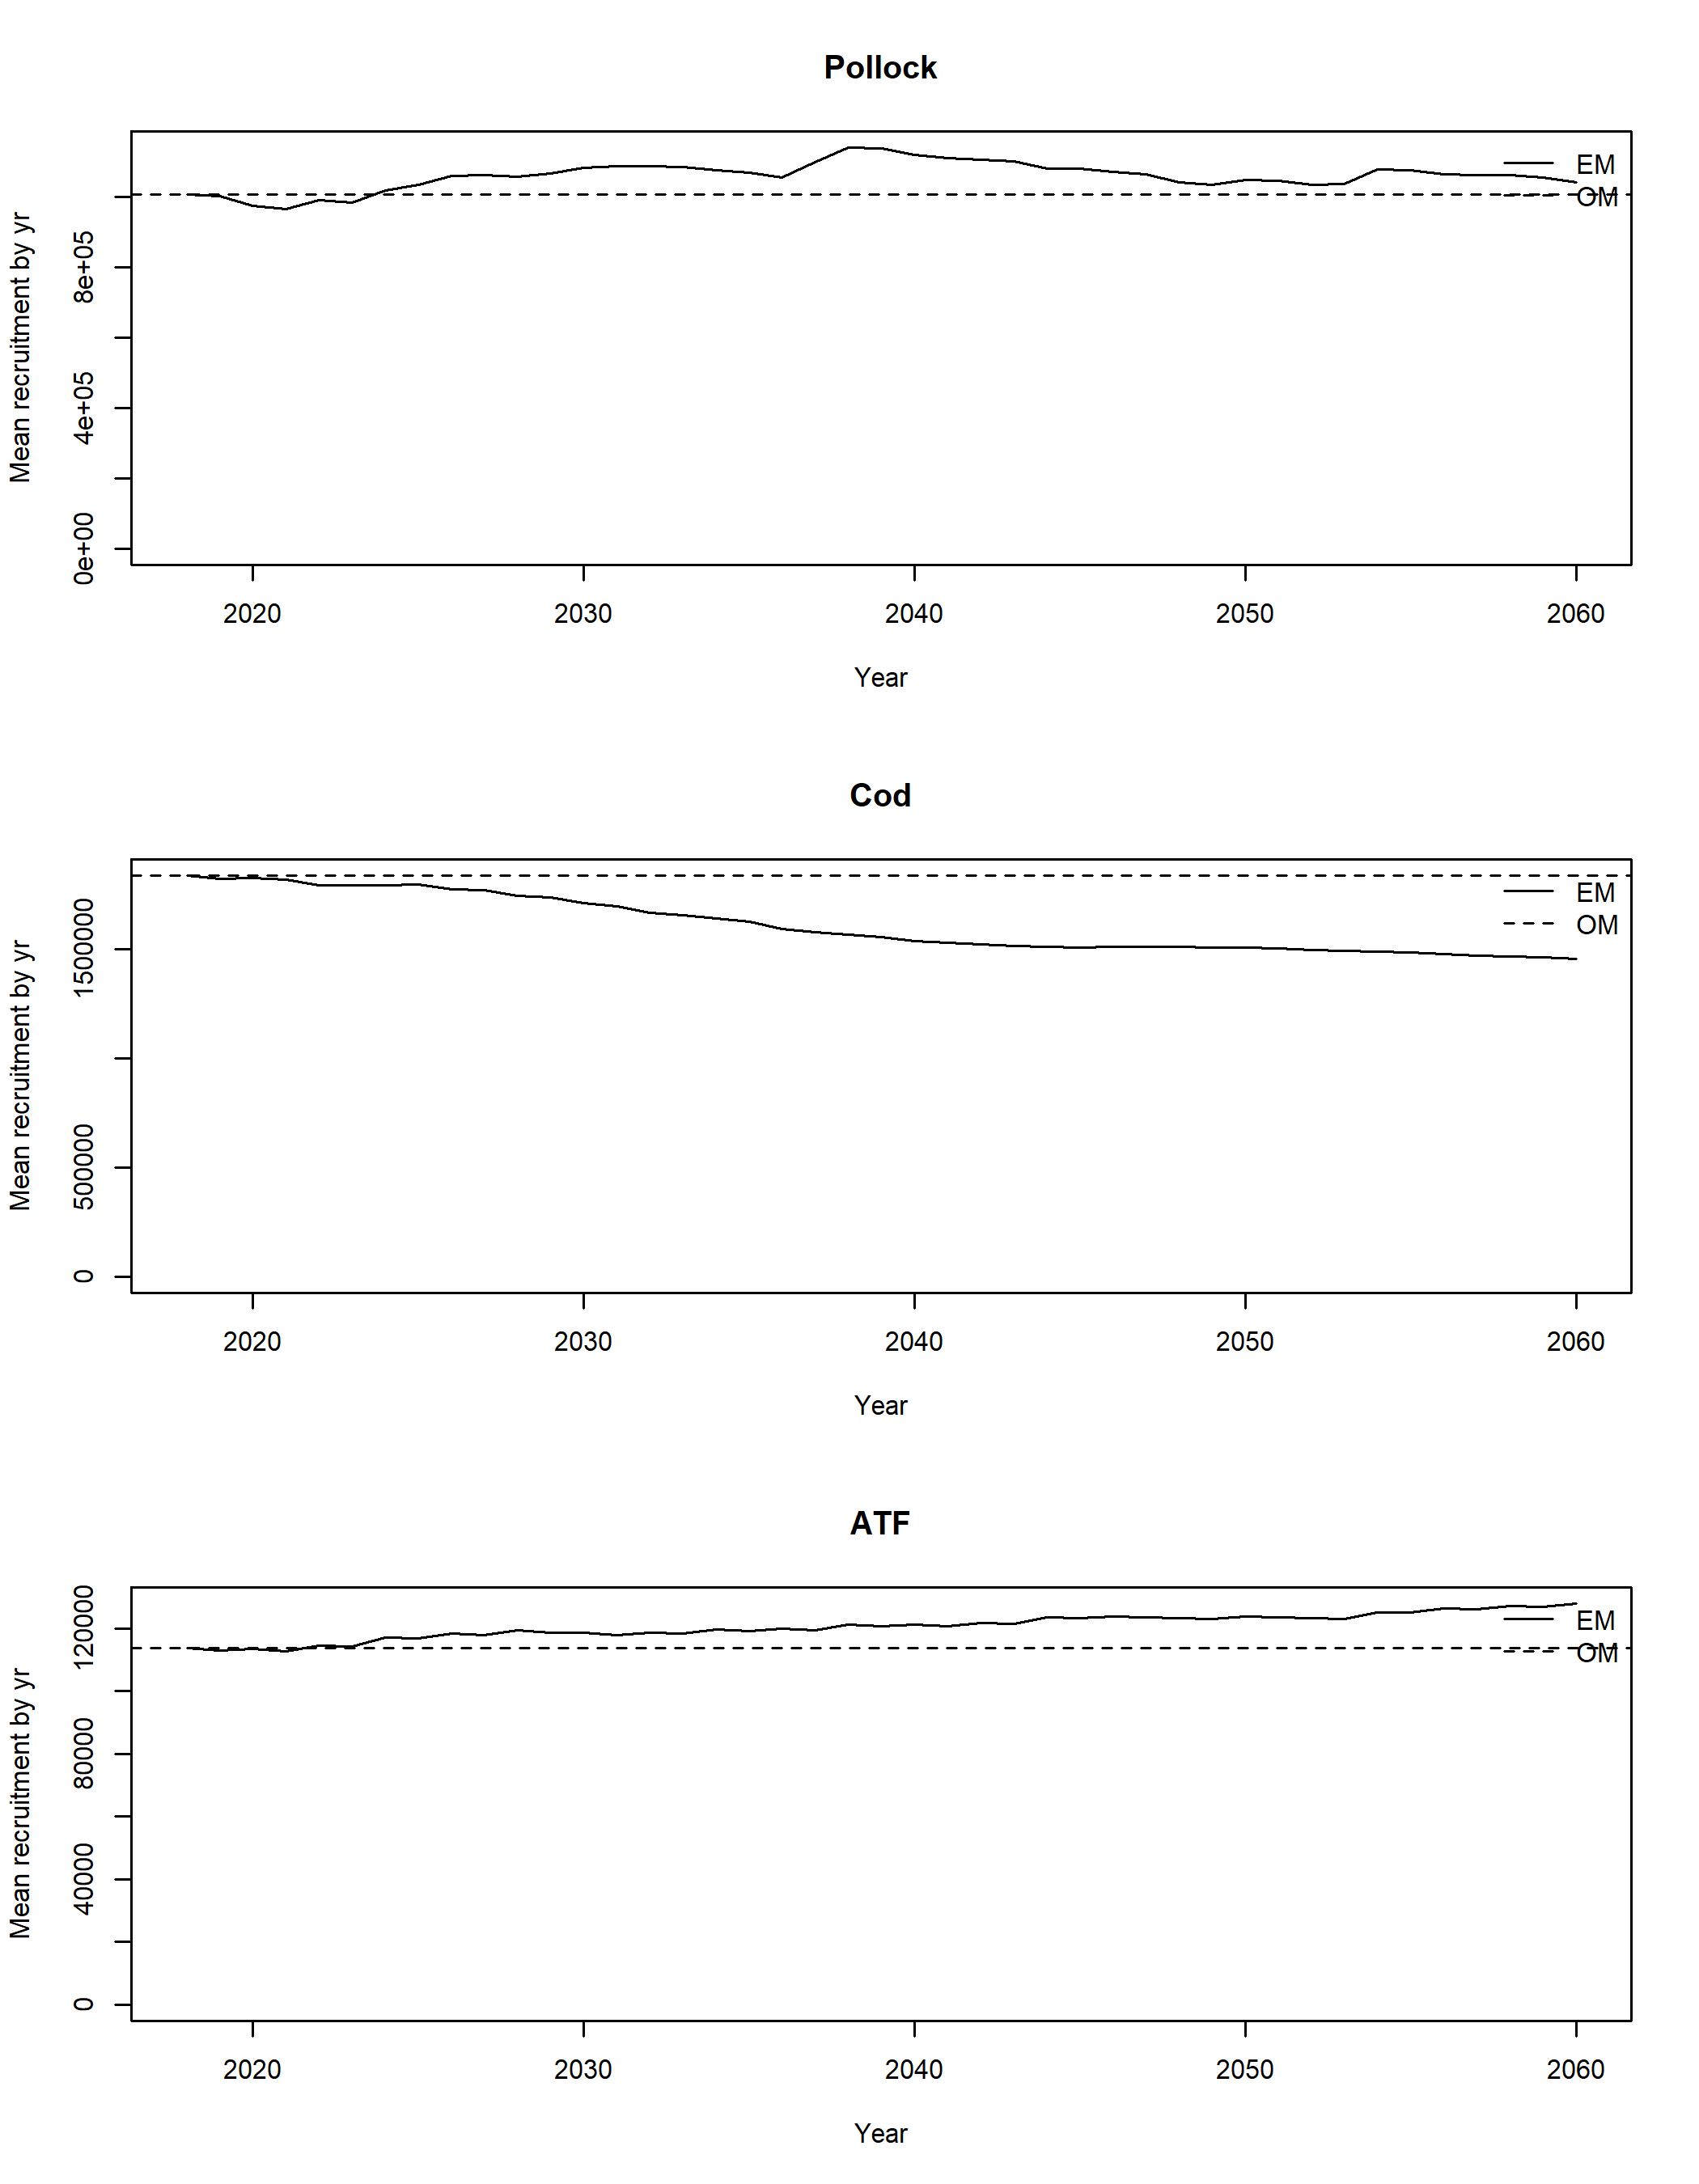 Pollock
Mean recruitment by yr
8e+05
4e+05
0e+00
EM
OM
2020 2030 2040 2050 2060
Year
Cod
Mean recruitment by yr
1500000
500000
0
EM
OM
2020 2030 2040 2050 2060
Year
ATF
Mean recruitment by yr
120000
80000
40000
0
EM
OM
2020 2030 2040 2050 2060
Year